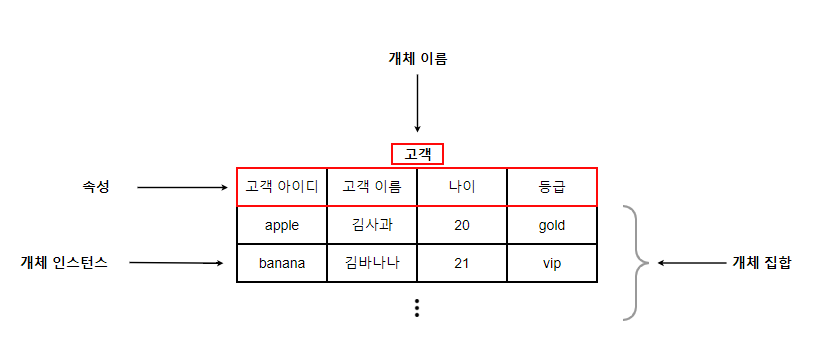 개체 이름
고객
속성
고객 아이디 고객 이름 나이 등급
apple 김사과 20 gold
개체 인스턴스
banana 김바나나 21 vip
개체 집합